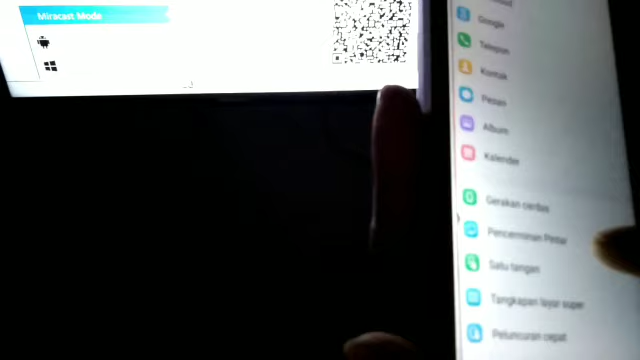 Miracast Mode
Google
Telepon
Kontak
Pesan
Album
Kalender
Gerakan cerdas
Pencerminan Pintar
Satu tangan
Tangkapan layar super
Peluncuran cepat